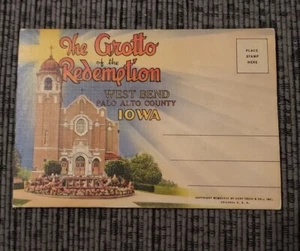 The Grotto
of the
Redemption
WEST BEND
PALO ALTO COUNTY
IOWA
PLACE
STAMP
HERE